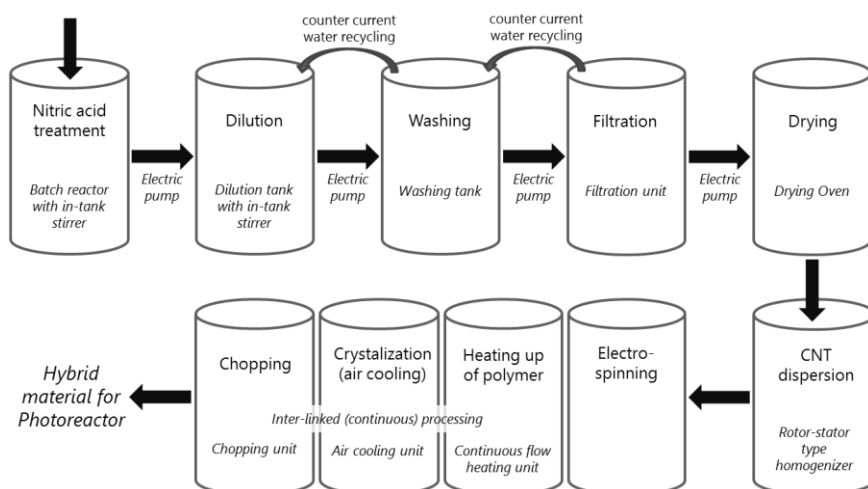 counter current
water recycling
counter current
water recycling
Nitric acid
treatment
Batch reactor
with in-tank
stirrer
Electric
pump
Dilution
Dilution tank
with in-tank
stirrer
Electric
pump
Washing
Washing tank
Electric
pump
Filtration
Filtration unit
Electric
pump
Drying
Drying Oven
CNT
dispersion
Rotor-stator
type
homogenizer
Electro-
spinning
Heating up
of polymer
Continuous flow
heating unit
Crystalization
(air cooling)
Air cooling unit
Chopping
Chopping unit
Inter-linked (continuous) processing
Hybrid
material for
Photoreactor